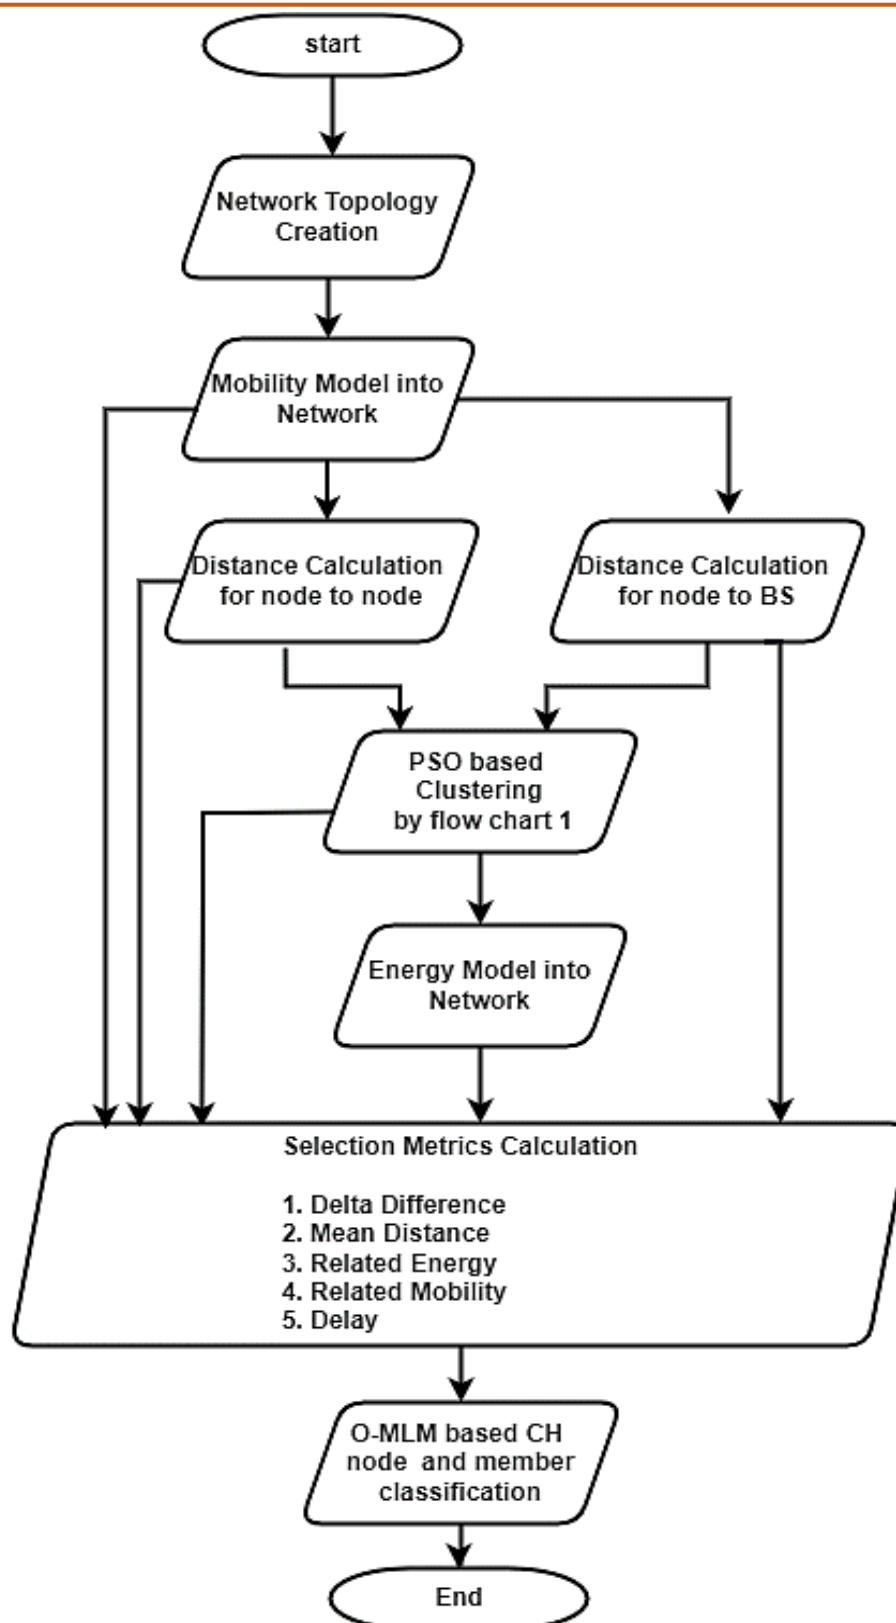 start
Network Topology
Creation
Mobility Model into
Network
Distance Calculation
for node to node
Distance Calculation
for node to BS
PSO based
Clustering
by flow chart 1
Energy Model into
Network
Selection Metrics Calculation
1. Delta Difference
2. Mean Distance
3. Related Energy
4. Related Mobility
5. Delay
O-MLM based CH
node and member
classification
End